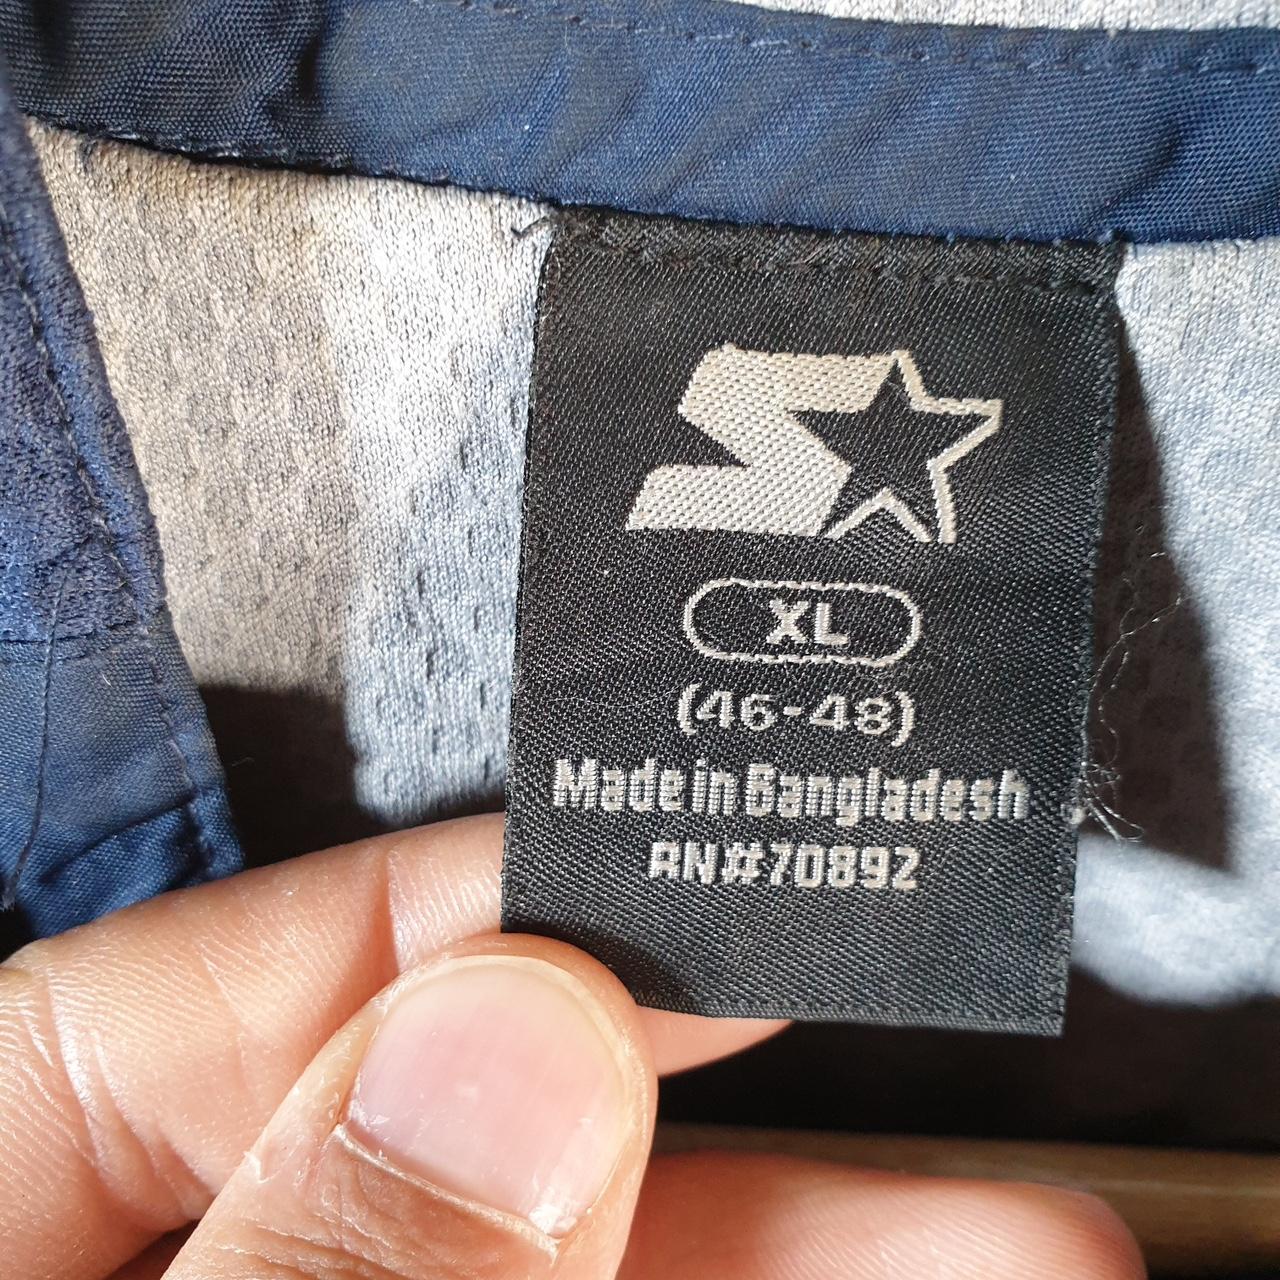 XL
(46-48)
Made in Bangladesh
RN#70892